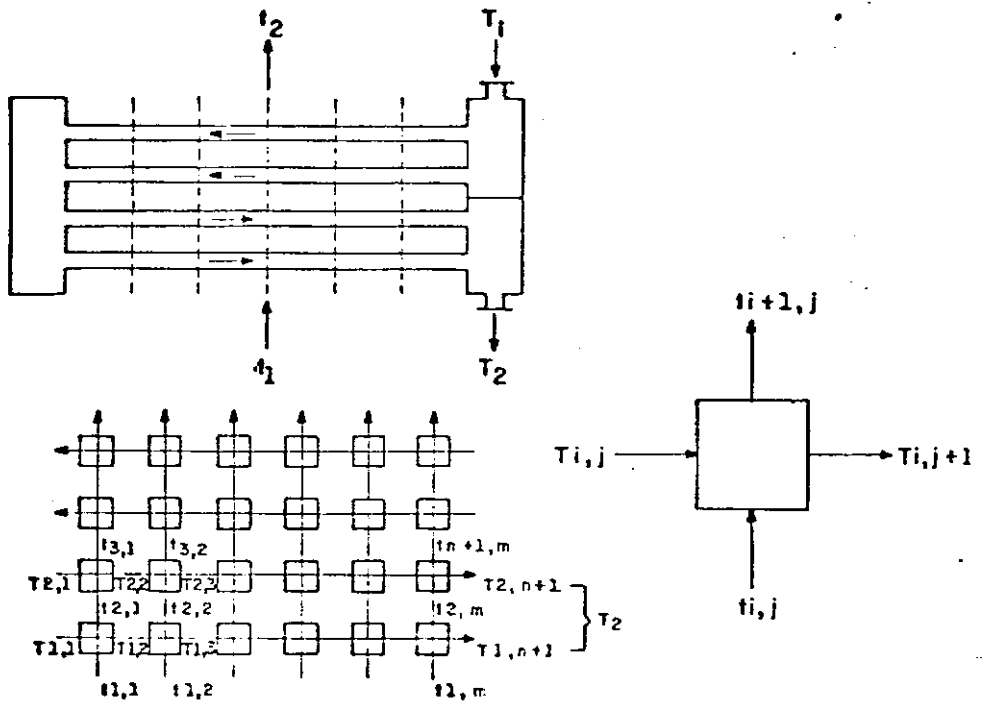 t2 Ti
t1 T2
ti+1,j
Ti,j Ti,j+1
ti,j
t3,1 t3,2 tn+1,m
T2,1 T2,2 T2,3 T2,n+1
t2,1 t2,2 t2,m T2
T1,1 T1,2 T1,3 T1,n+1
t1,1 t1,2 t1,m